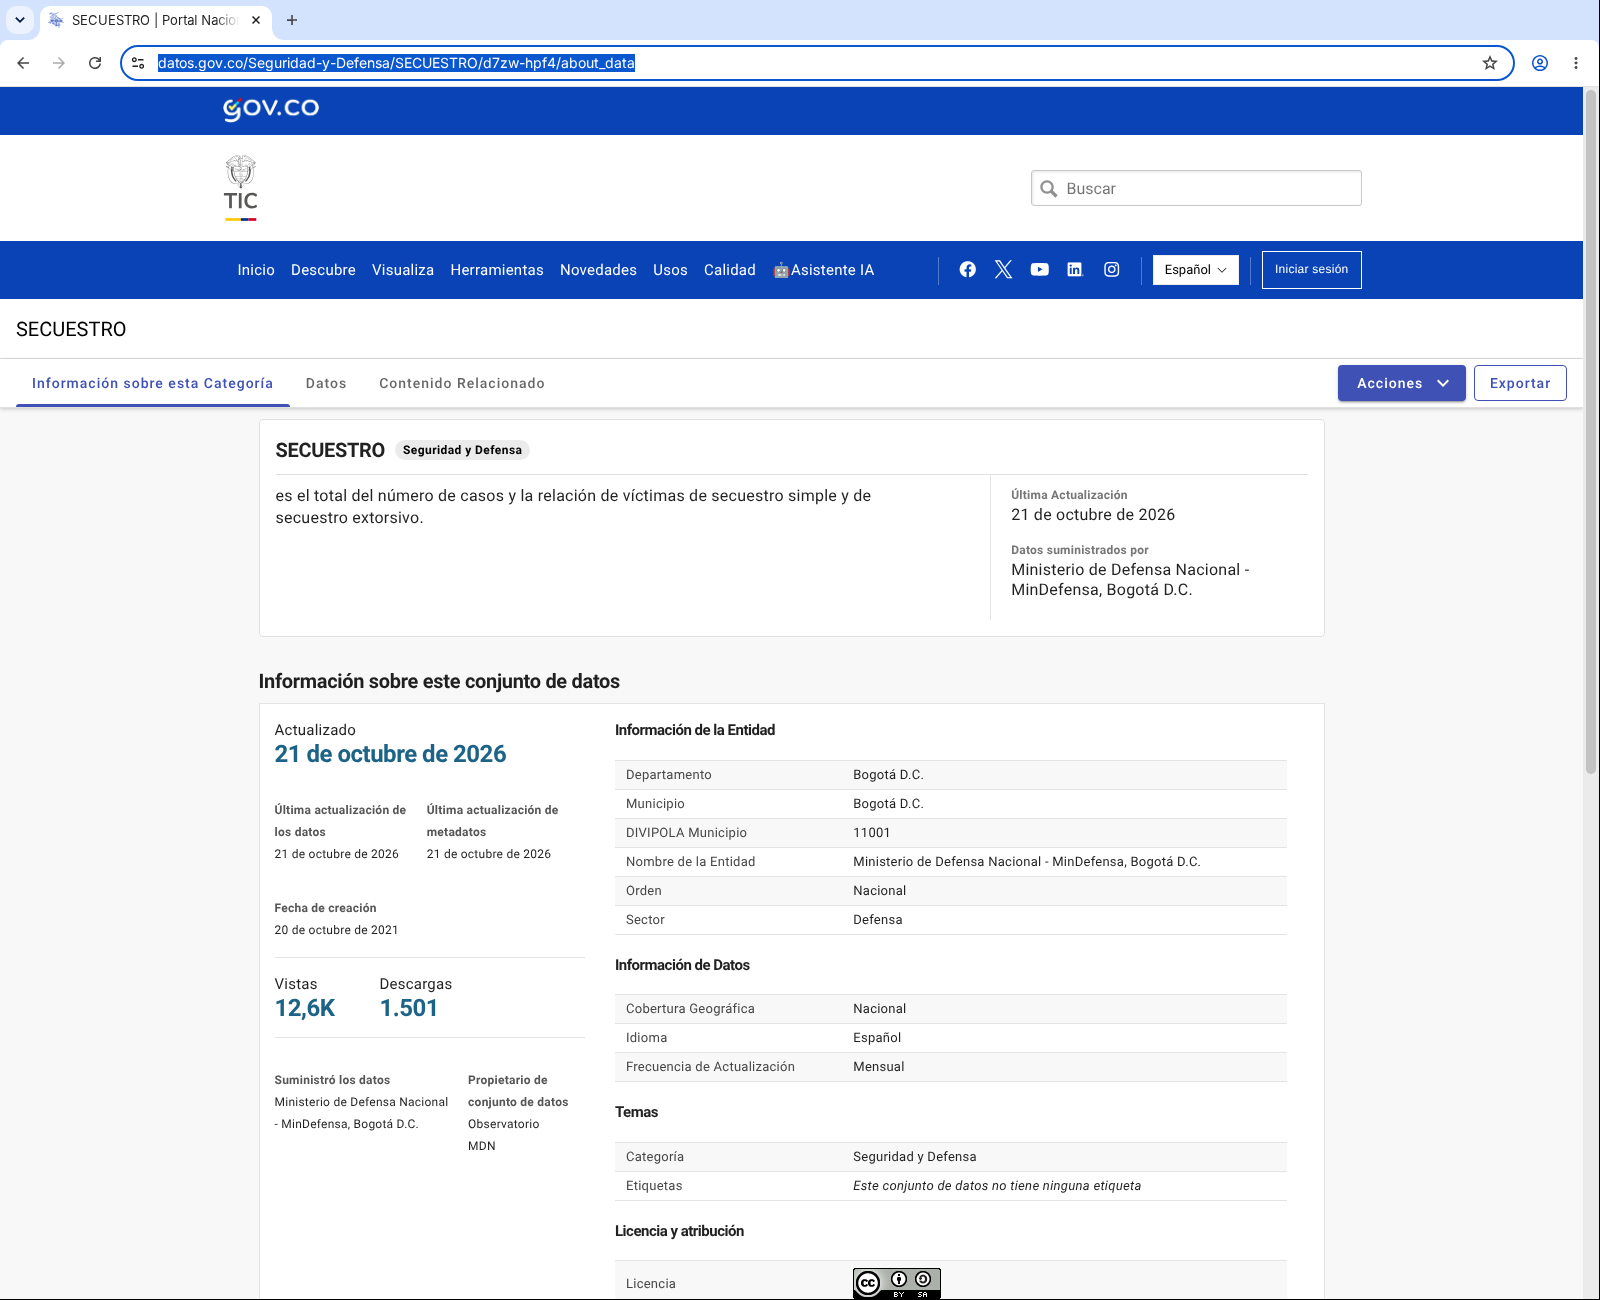 SECUESTRO | Portal Nacio
datos.gov.co/Seguridad-y-Defensa/SECUESTRO/d7zw-hpf4/about_data
GOV.CO
TIC
Buscar
Inicio Descubre Visualiza Herramientas Novedades Usos Calidad 🤖Asistente IA Español Iniciar sesión
SECUESTRO
Información sobre esta Categoría Datos Contenido Relacionado Acciones Exportar
SECUESTRO Seguridad y Defensa
es el total del número de casos y la relación de víctimas de secuestro simple y de
secuestro extorsivo.
Última Actualización
21 de octubre de 2026
Datos suministrados por
Ministerio de Defensa Nacional -
MinDefensa, Bogotá D.C.
Información sobre este conjunto de datos
Actualizado
21 de octubre de 2026
Última actualización de
los datos
21 de octubre de 2026
Última actualización de
metadatos
21 de octubre de 2026
Fecha de creación
20 de octubre de 2021
Vistas
12,6K
Descargas
1.501
Suministró los datos
Ministerio de Defensa Nacional
- MinDefensa, Bogotá D.C.
Propietario de
conjunto de datos
Observatorio
MDN
Información de la Entidad
Departamento Bogotá D.C.
Municipio Bogotá D.C.
DIVIPOLA Municipio 11001
Nombre de la Entidad Ministerio de Defensa Nacional - MinDefensa, Bogotá D.C.
Orden Nacional
Sector Defensa
Información de Datos
Cobertura Geográfica Nacional
Idioma Español
Frecuencia de Actualización Mensual
Temas
Categoría Seguridad y Defensa
Etiquetas Este conjunto de datos no tiene ninguna etiqueta
Licencia y atribución
Licencia cc BY SA